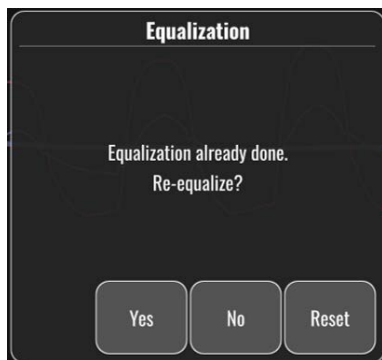 Equalization
Equalization already done.
Re-equalize?
Yes No Reset